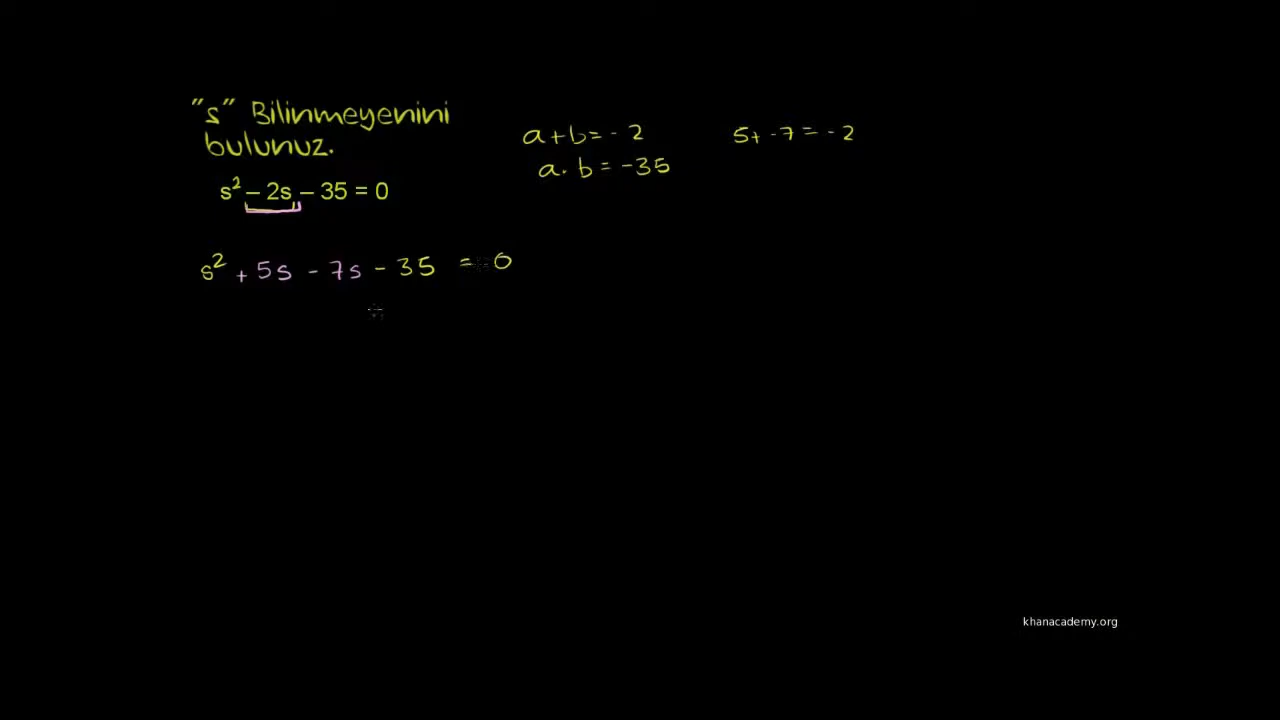 "s" Bilinmeyenini
bulunuz.
s² – 2s – 35 = 0
a+b=-2
a.b=-35
5+-7=-2
s² + 5s - 7s - 35 = 0
khanacademy.org